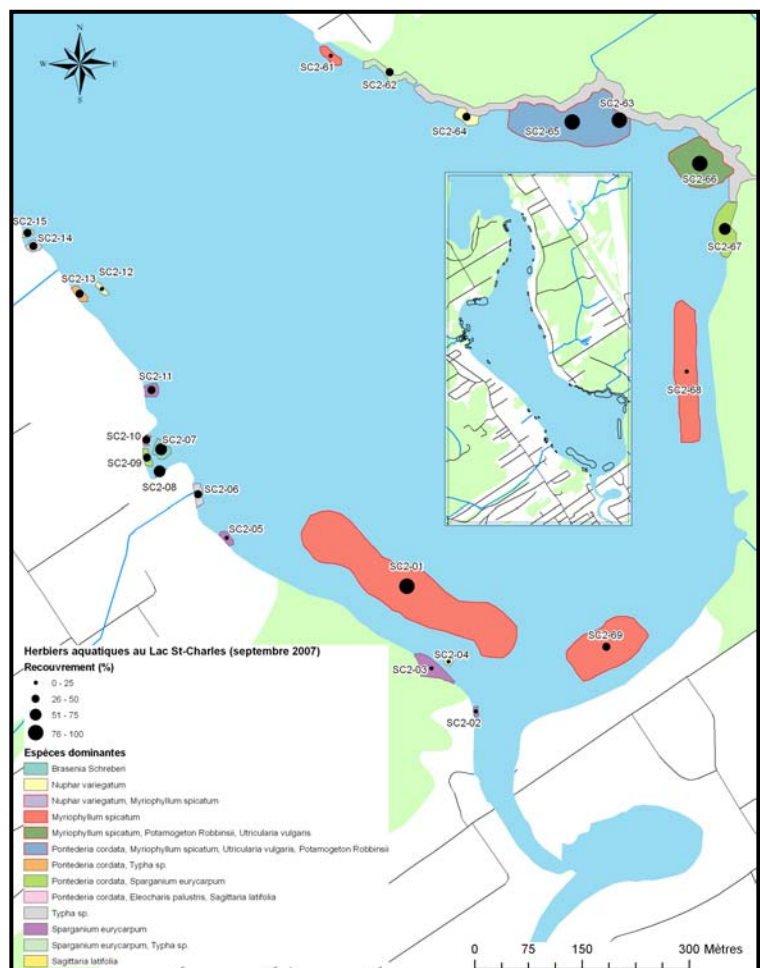 N
W E
S
SC2-61
SC2-62
SC2-63
SC2-64
SC2-65
SC2-66
SC2-67
SC2-15
SC2-14
SC2-12
SC2-13
SC2-68
SC2-11
SC2-10
SC2-07
SC2-09
SC2-08
SC2-06
SC2-05
SC2-01
SC2-69
SC2-04
SC2-03
SC2-02
Herbiers aquatiques au Lac St-Charles (septembre 2007)
Recouvrement (%)
0 - 25
26 - 50
51 - 75
76 - 100
Espèces dominantes
Brasenia Schreberi
Nuphar variegatum
Nuphar variegatum, Myriophyllum spicatum
Myriophyllum spicatum
Myriophyllum spicatum, Potamogeton Robbinsii, Utricularia vulgaris
Pontederia cordata, Myriophyllum spicatum, Utricularia vulgaris, Potamogeton Robbinsii
Pontederia cordata, Typha sp.
Pontederia cordata, Sparganium eurycarpum
Pontederia cordata, Eleocharis palustris, Sagittaria latifolia
Typha sp.
Sparganium eurycarpum
Sparganium eurycarpum, Typha sp.
Sagittaria latifolia
0 75 150 300 Mètres